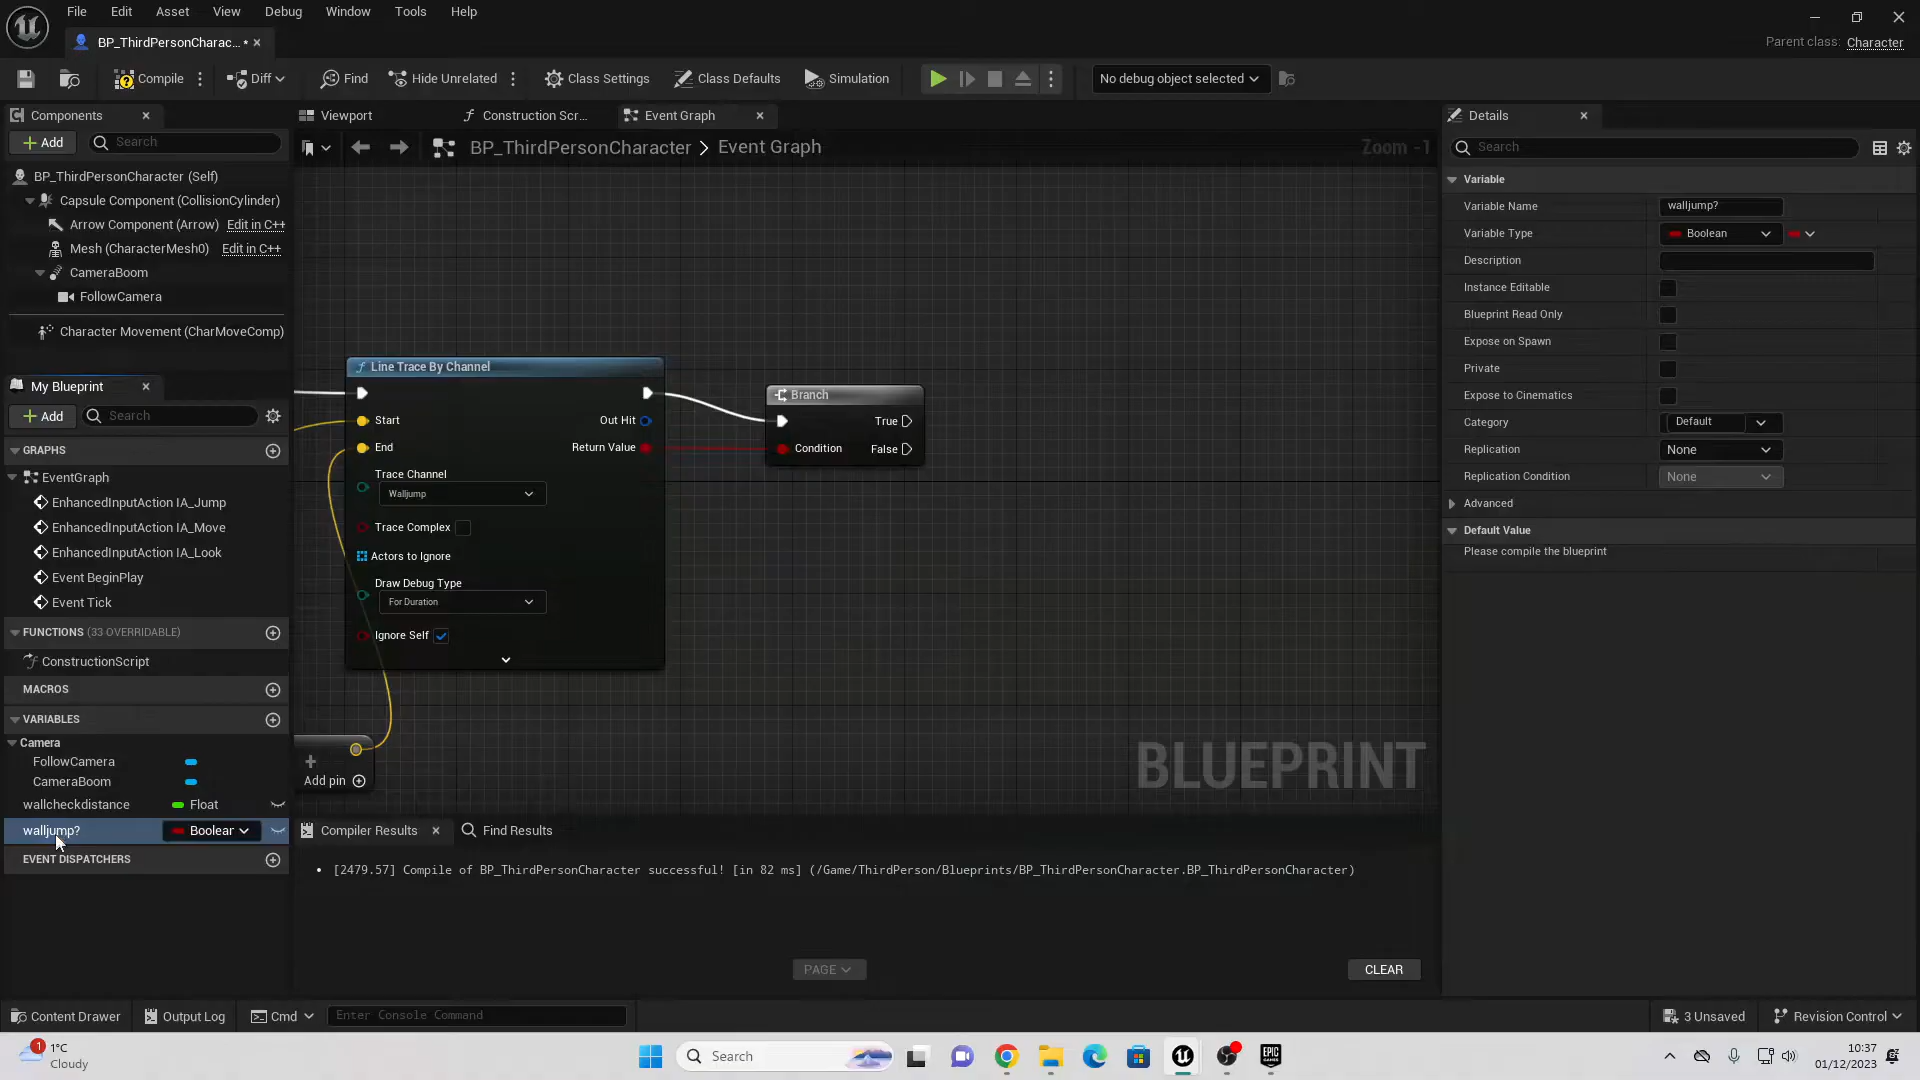 File Edit Asset View Debug Window Tools Help
BP_ThirdPersonCharac... •
Parent class: Character
Compile Diff Find Hide Unrelated Class Settings Class Defaults Simulation No debug object selected
Components
Add Search
BP_ThirdPersonCharacter (Self)
Capsule Component (CollisionCylinder)
Arrow Component (Arrow) Edit in C++
Mesh (CharacterMesh0) Edit in C++
CameraBoom
FollowCamera
Character Movement (CharMoveComp)
My Blueprint
Add Search
GRAPHS
EventGraph
EnhancedInputAction IA_Jump
EnhancedInputAction IA_Move
EnhancedInputAction IA_Look
Event BeginPlay
Event Tick
FUNCTIONS (33 OVERRIDABLE)
ConstructionScript
MACROS
VARIABLES
Camera
FollowCamera
CameraBoom
wallcheckdistance Float
walljump? Boolear
EVENT DISPATCHERS
Viewport Construction Scr... Event Graph
BP_ThirdPersonCharacter > Event Graph
Zoom -1
Line Trace By Channel
Start Out Hit
End Return Value
Trace Channel
Walljump
Trace Complex
Actors to Ignore
Draw Debug Type
For Duration
Ignore Self
Branch
True
Condition False
Add pin
BLUEPRINT
Compiler Results Find Results
• [2479.57] Compile of BP_ThirdPersonCharacter successful! [in 82 ms] (/Game/ThirdPerson/Blueprints/BP_ThirdPersonCharacter.BP_ThirdPersonCharacter)
PAGE CLEAR
Details
Search
Variable
Variable Name walljump?
Variable Type Boolean
Description
Instance Editable
Blueprint Read Only
Expose on Spawn
Private
Expose to Cinematics
Category Default
Replication None
Replication Condition None
Advanced
Default Value
Please compile the blueprint
Content Drawer Output Log Cmd Enter Console Command 3 Unsaved Revision Control
1
1°C
Cloudy
Search
EPIC
GAMES
10:37
01/12/2023